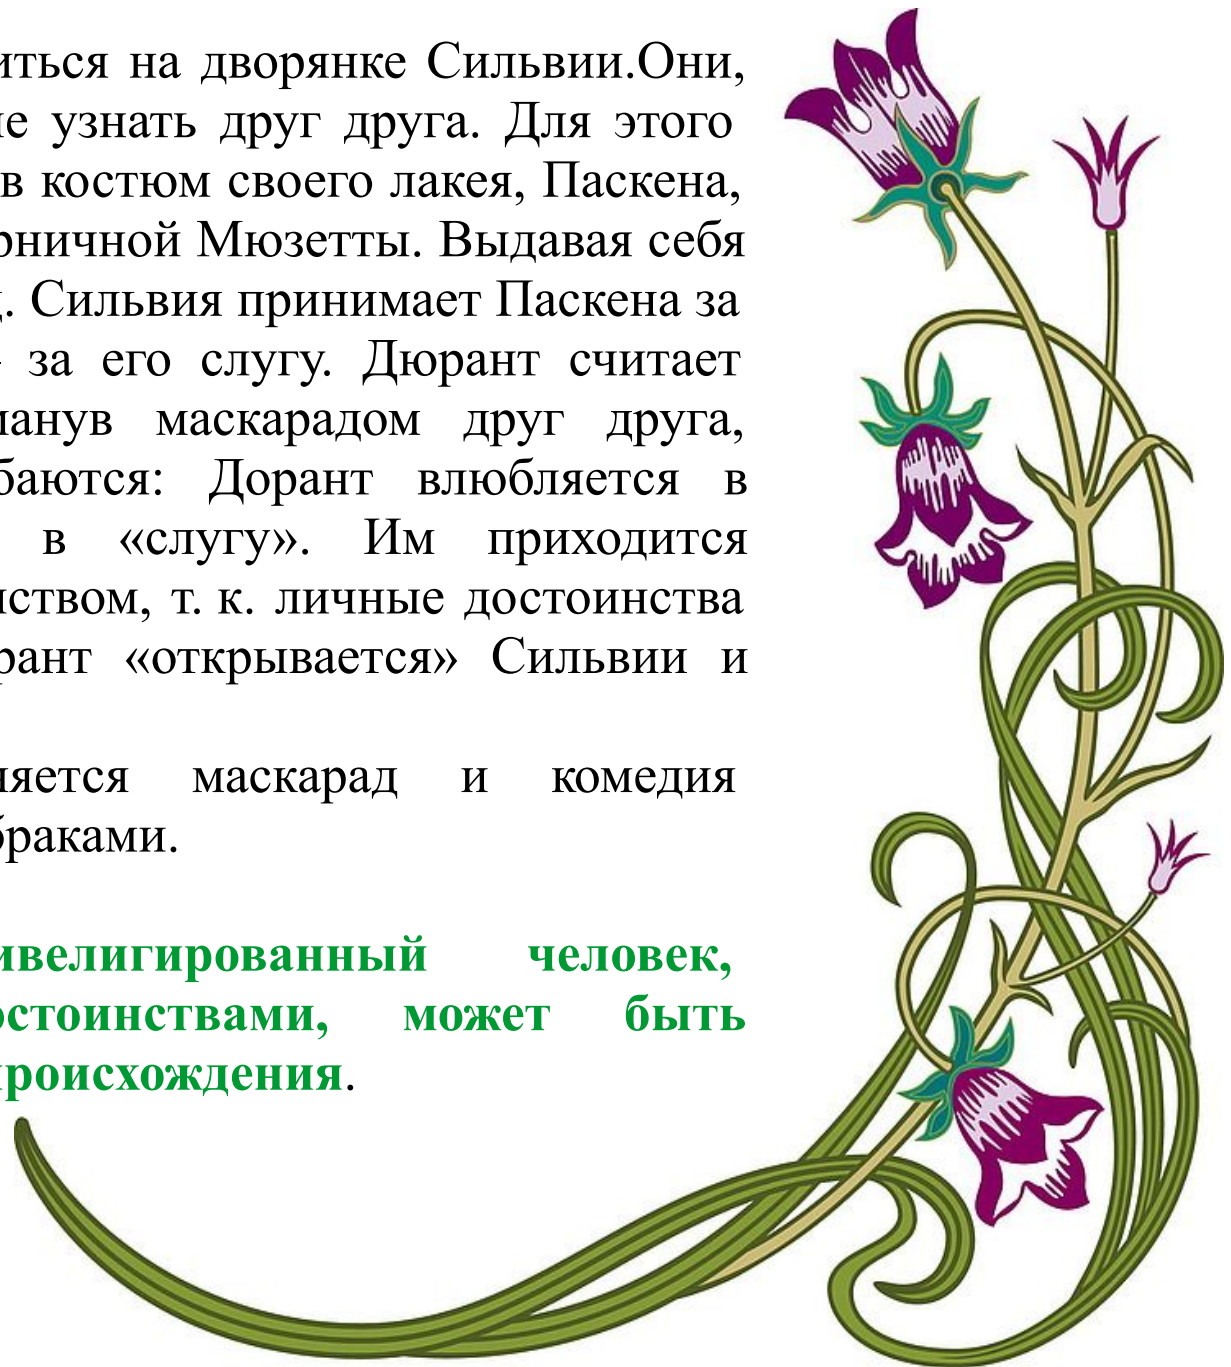 иться на дворянке Сильвии.Они,
не узнать друг друга. Для этого
в костюм своего лакея, Паскена,
рничной Мюзетты. Выдавая себя
ц. Сильвия принимает Паскена за
– за его слугу. Дюрант считает
манув маскарадом друг друга,
баются: Дорант влюбляется в
в «слугу». Им приходится
нством, т. к. личные достоинства
рант «открывается» Сильвии и
няется маскарад и комедия
браками.
ивелигированный человек,
остоинствами, может быть
происхождения.